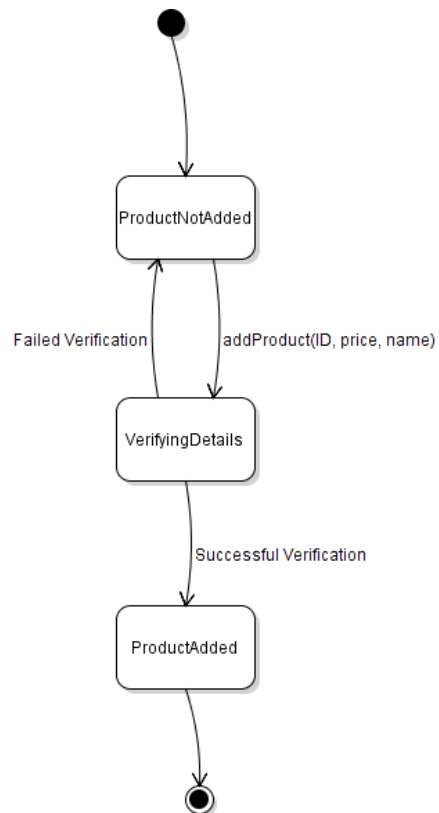 ProductNotAdded
Failed Verification
addProduct(ID, price, name)
VerifyingDetails
Successful Verification
ProductAdded